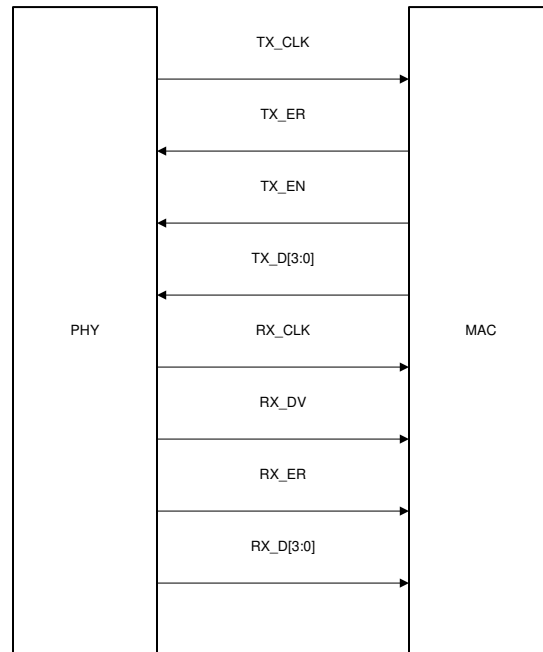 TX_CLK
TX_ER
TX_EN
TX_D[3:0]
PHY
RX_CLK
MAC
RX_DV
RX_ER
RX_D[3:0]